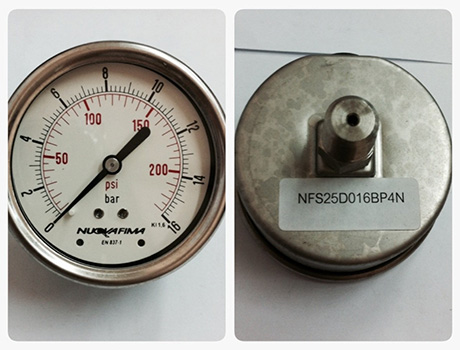 0 2 4 6 8 10 12 14 16
50 100 150 200
psi
bar
KI 1,6
NUOVAFIMA
EN 837-1
NFS25D016BP4N